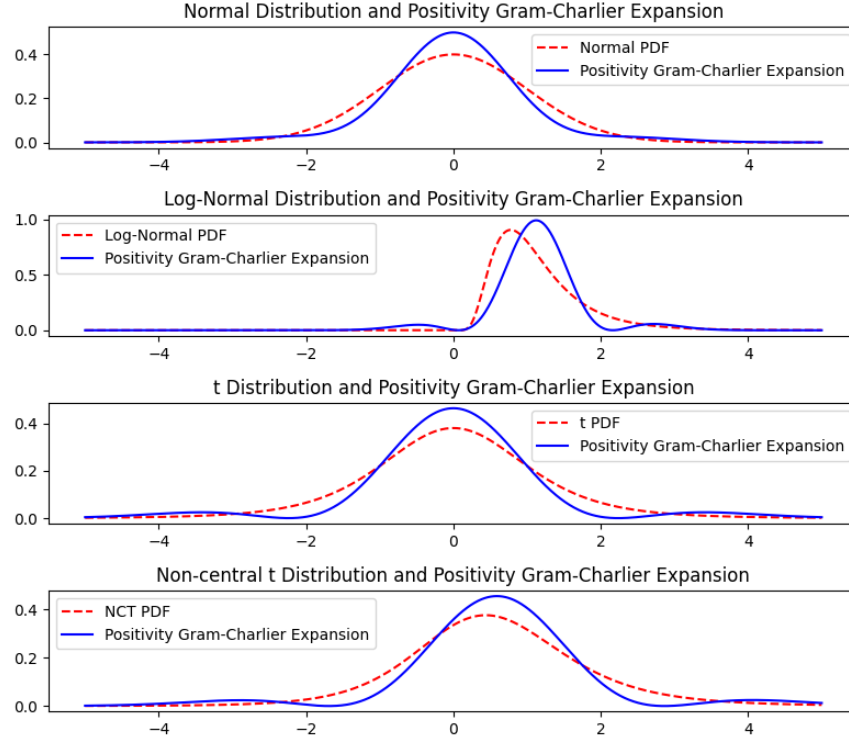 Normal Distribution and Positivity Gram-Charlier Expansion
Normal PDF
Positivity Gram-Charlier Expansion
0.4
0.2
0.0
−4
−2
0
2
4
Log-Normal Distribution and Positivity Gram-Charlier Expansion
Log-Normal PDF
Positivity Gram-Charlier Expansion
1.0
0.5
0.0
−4
−2
0
2
4
t Distribution and Positivity Gram-Charlier Expansion
t PDF
Positivity Gram-Charlier Expansion
0.4
0.2
0.0
−4
−2
0
2
4
Non-central t Distribution and Positivity Gram-Charlier Expansion
NCT PDF
Positivity Gram-Charlier Expansion
0.4
0.2
0.0
−4
−2
0
2
4